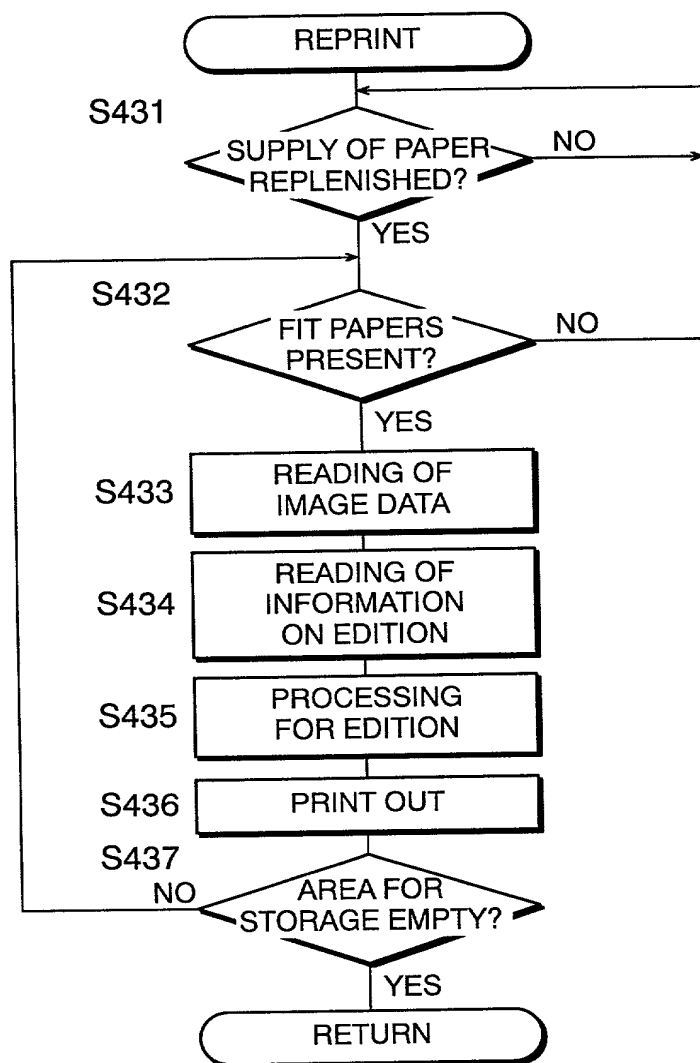 REPRINT
S431
SUPPLY OF PAPER
REPLENISHED?
NO
YES
S432
FIT PAPERS
PRESENT?
NO
YES
S433
READING OF
IMAGE DATA
S434
READING OF
INFORMATION
ON EDITION
S435
PROCESSING
FOR EDITION
S436
PRINT OUT
S437
NO
AREA FOR
STORAGE EMPTY?
YES
RETURN